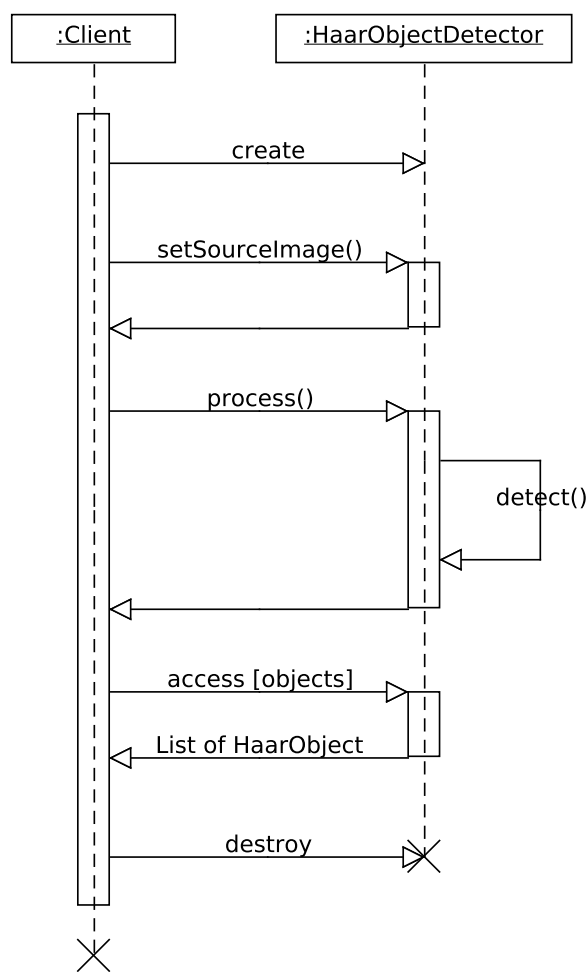 :Client
:HaarObjectDetector
create
setSourceImage()
process()
detect()
access [objects]
List of HaarObject
destroy